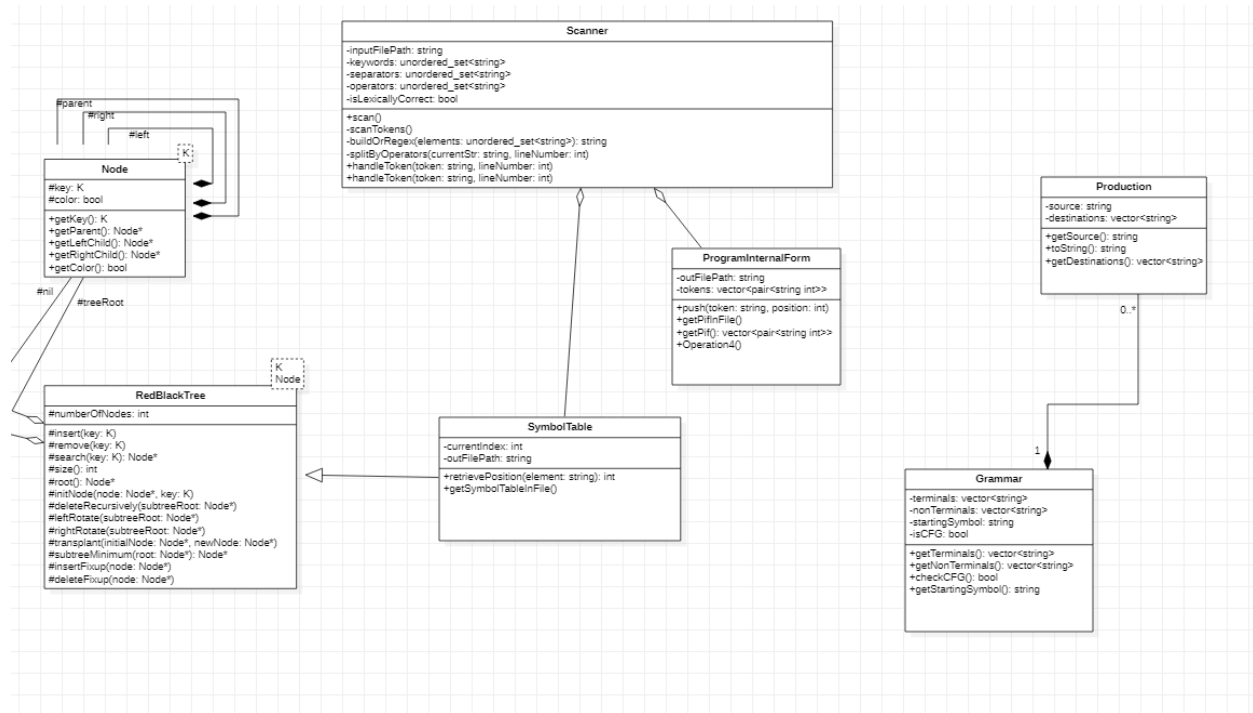 Scanner
-inputFilePath: string
-keywords: unordered_set<string>
-separators: unordered_set<string>
-operators: unordered_set<string>
-isLexicallyCorrect: bool
+scan()
-scanTokens()
-buildOrRegex(elements: unordered_set<string>): string
-splitByOperators(currentStr: string, lineNumber: int)
+handleToken(token: string, lineNumber: int)
+handleToken(token: string, lineNumber: int)
#parent
#right
#left
K
Node
#key: K
#color: bool
+getKey(): K
+getParent(): Node*
+getLeftChild(): Node*
+getRightChild(): Node*
+getColor(): bool
#nil
#treeRoot
Production
-source: string
-destinations: vector<string>
+getSource(): string
+toString(): string
+getDestinations(): vector<string>
0..*
ProgramInternalForm
-outFilePath: string
-tokens: vector<pair<string int>>
+push(token: string, position: int)
+getPifInFile()
+getPif(): vector<pair<string int>>
+Operation4()
K
Node
RedBlackTree
#numberOfNodes: int
#insert(key: K)
#remove(key: K)
#search(key: K): Node*
#size(): int
#root(): Node*
#initNode(node: Node*, key: K)
#deleteRecursively(subtreeRoot: Node*)
#leftRotate(subtreeRoot: Node*)
#rightRotate(subtreeRoot: Node*)
#transplant(initialNode: Node*, newNode: Node*)
#subtreeMinimum(root: Node*): Node*
#insertFixup(node: Node*)
#deleteFixup(node: Node*)
SymbolTable
-currentIndex: int
-outFilePath: string
+retrievePosition(element: string): int
+getSymbolTableInFile()
1
Grammar
-terminals: vector<string>
-nonTerminals: vector<string>
-startingSymbol: string
-isCFG: bool
+getTerminals(): vector<string>
+getNonTerminals(): vector<string>
+checkCFG(): bool
+getStartingSymbol(): string